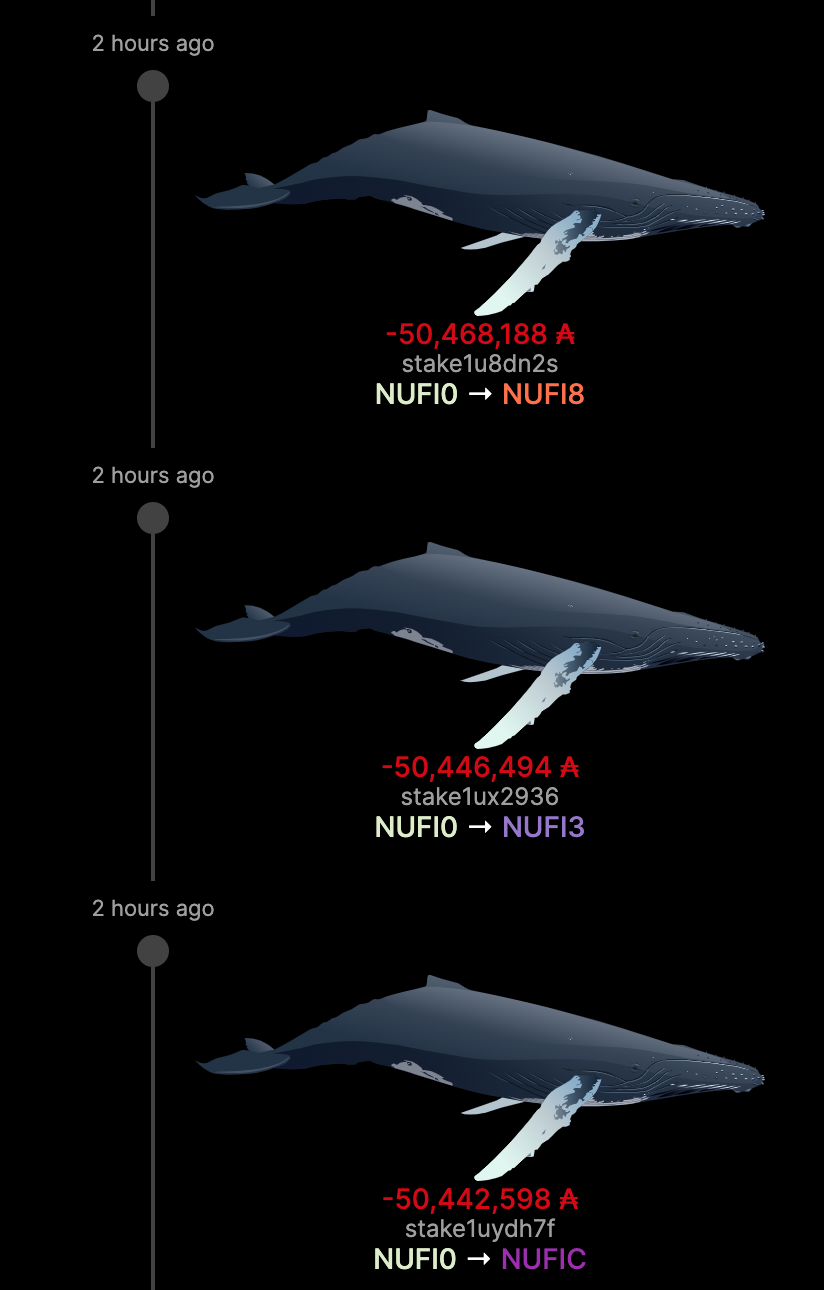 2 hours ago
-50,468,188 ₳
stake1u8dn2s
NUFI0 → NUFI8
2 hours ago
-50,446,494 ₳
stake1ux2936
NUFI0 → NUFI3
2 hours ago
-50,442,598 ₳
stake1uydh7f
NUFI0 → NUFIC